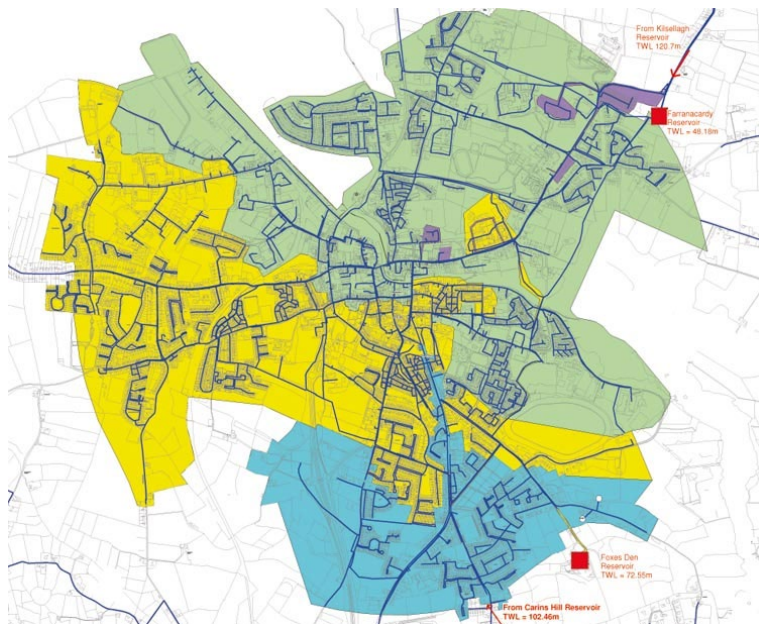 From Kilsellagh
Reservoir
TWL 120.7m
Farranacardy
Reservoir
TWL = 48.18m
Foxes Den
Reservoir
TWL = 72.55m
From Carins Hill Reservoir
TWL = 102.46m